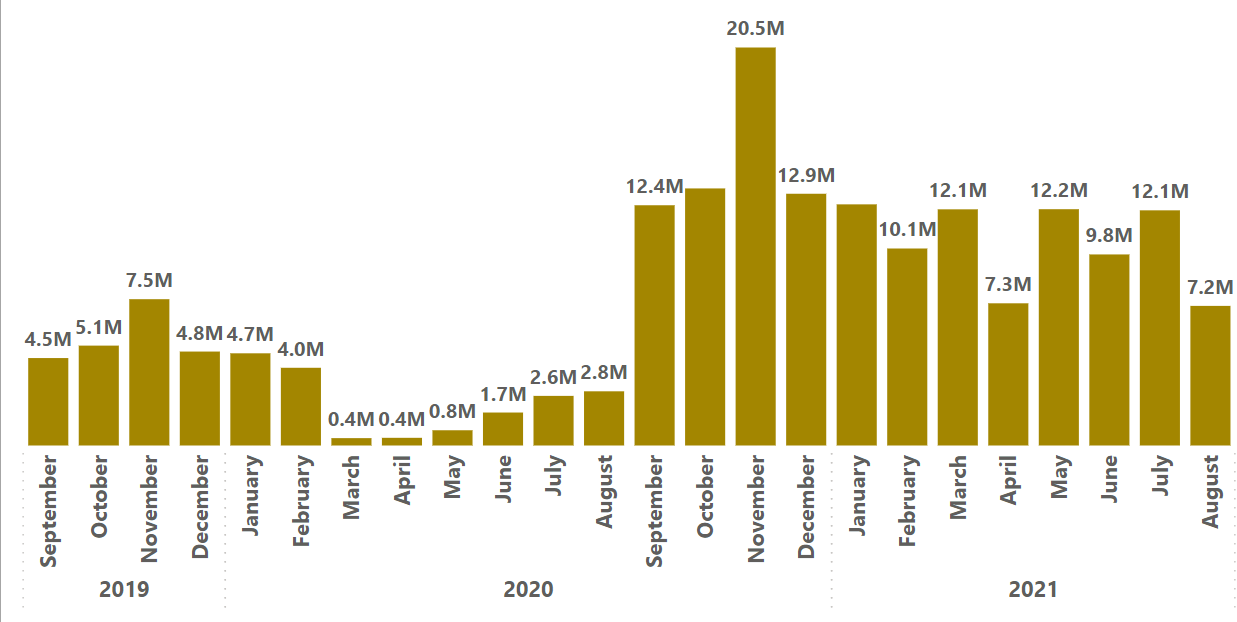 20.5M
12.9M
12.4M
12.1M
12.2M
12.1M
10.1M
9.8M
7.5M
7.3M
7.2M
4.5M
5.1M
4.8M
4.7M
4.0M
0.4M
0.4M
0.8M
1.7M
2.6M
2.8M
September
October
November
December
January
February
March
April
May
June
July
August
September
October
November
December
January
February
March
April
May
June
July
August
2019
2020
2021